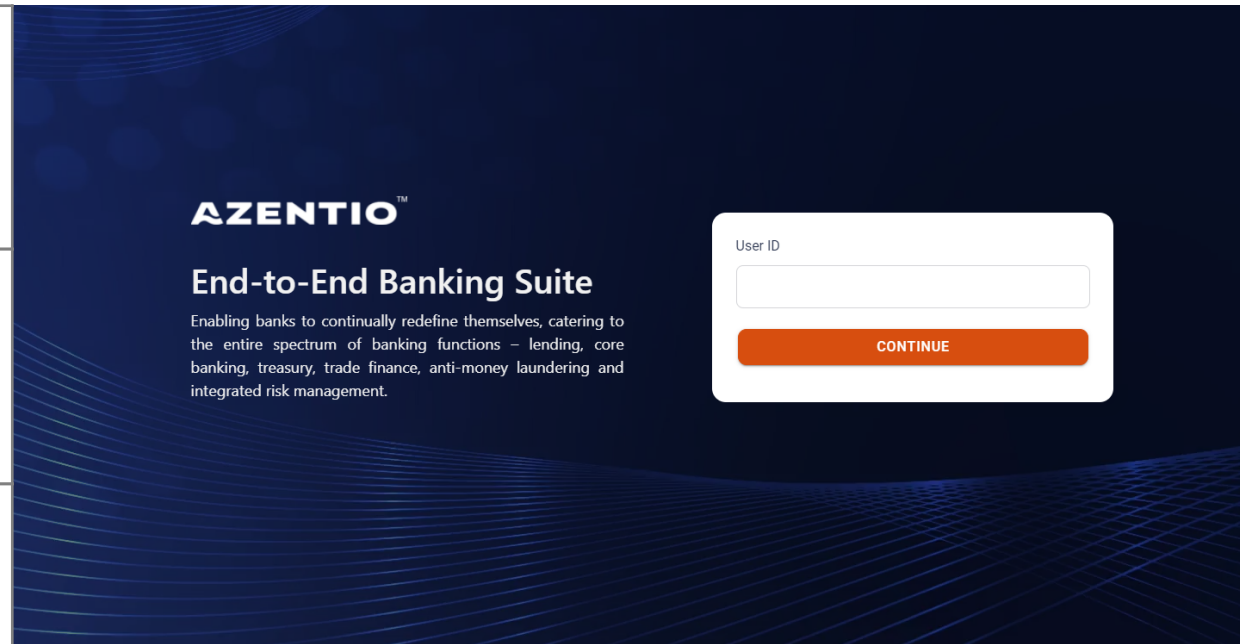 AZENTIO™
End-to-End Banking Suite
Enabling banks to continually redefine themselves, catering to
the entire spectrum of banking functions – lending, core
banking, treasury, trade finance, anti-money laundering and
integrated risk management.
User ID
CONTINUE